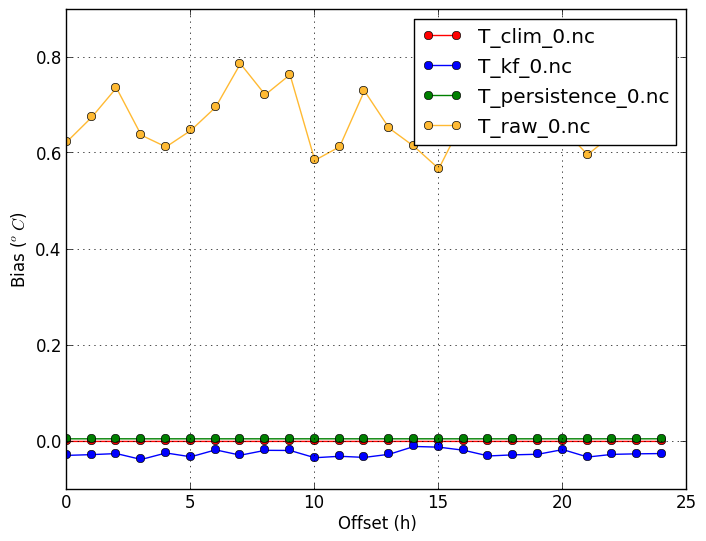 T_clim_0.nc
T_kf_0.nc
T_persistence_0.nc
T_raw_0.nc
0.8
0.6
0.4
0.2
0.0
Bias (° C)
0 5 10 15 20 25
Offset (h)